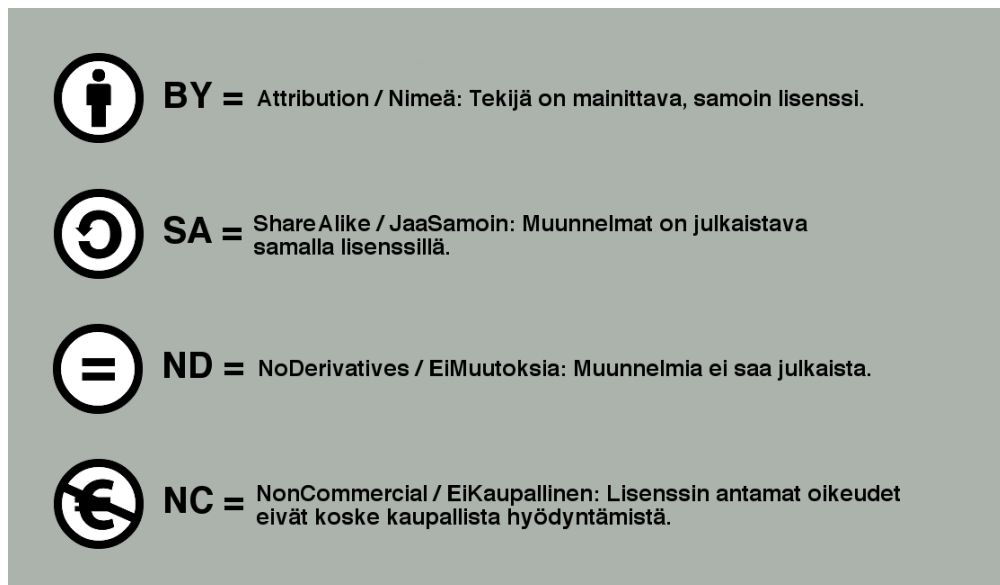 BY = Attribution / Nimeä: Tekijä on mainittava, samoin lisenssi.
SA = ShareAlike / JaaSamoin: Muunnelmat on julkaistava
samalla lisenssillä.
ND = NoDerivatives / EiMuutoksia: Muunnelmia ei saa julkaista.
NC = NonCommercial / EiKaupallinen: Lisenssin antamat oikeudet
eivät koske kaupallista hyödyntämistä.